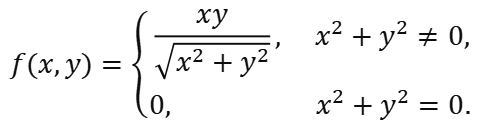 f(x, y) = { xy / √(x² + y²), x² + y² ≠ 0,
0, x² + y² = 0.